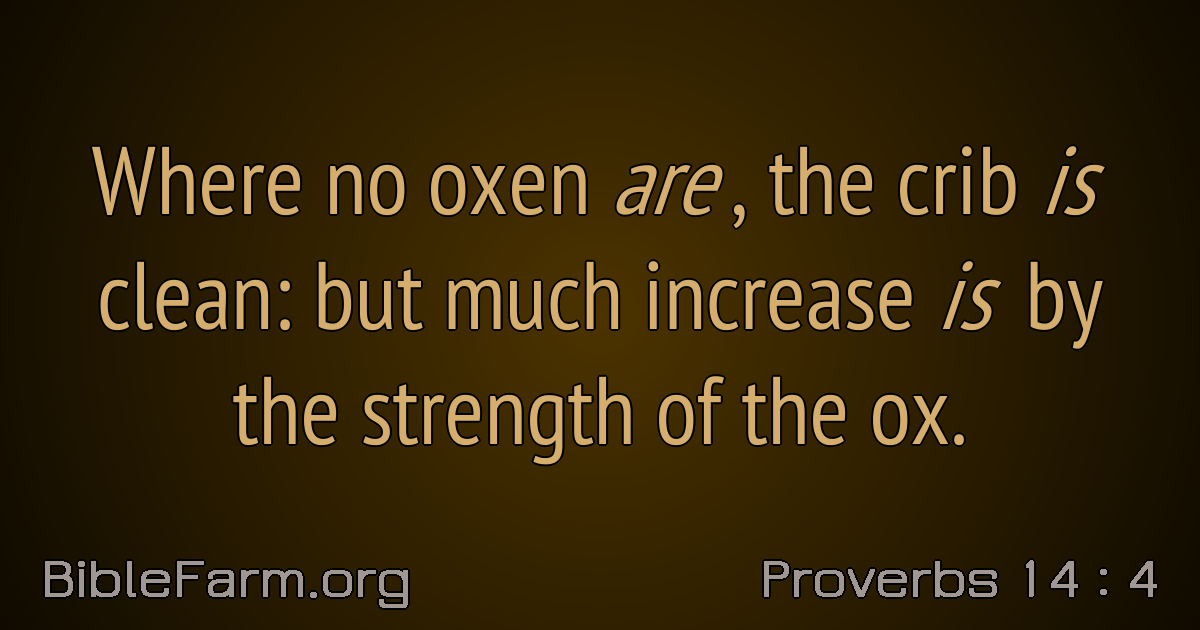 Where no oxen are, the crib is
clean: but much increase is by
the strength of the ox.
BibleFarm.org
Proverbs 14 : 4